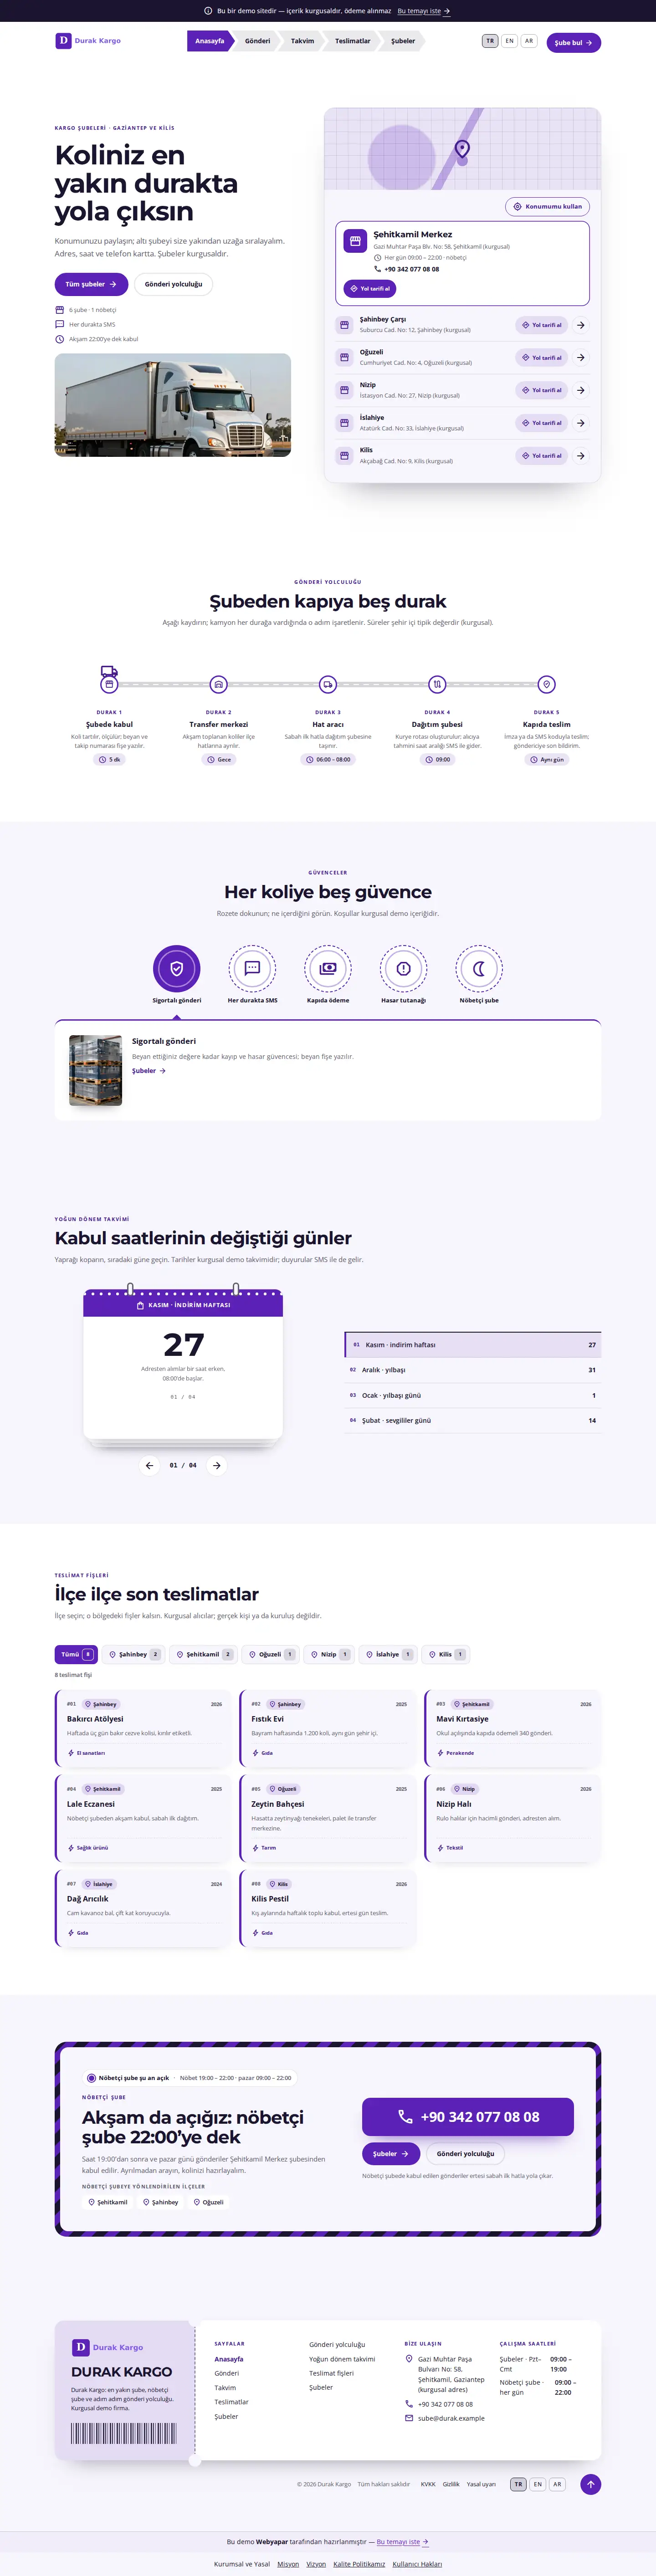 Bu bir demo sitedir — içerik kurgusaldır, ödeme alınmaz Bu temayı iste
D Durak Kargo
Anasayfa Gönderi Takvim Teslimatlar Şubeler
TR EN AR
Şube bul
KARGO ŞUBELERİ · GAZİANTEP VE KİLİS
Koliniz en
yakın durakta
yola çıksın
Konumunuzu paylaşın; altı şubeyi size yakından uzağa sıralayalım.
Adres, saat ve telefon kartta. Şubeler kurgusaldır.
Tüm şubeler
Gönderi yolculuğu
6 şube · 1 nöbetçi
Her durakta SMS
Akşam 22:00'ye dek kabul
Konumumu kullan
Şehitkamil Merkez
Gazi Muhtar Paşa Blv. No: 58, Şehitkamil (kurgusal)
Her gün 09:00 – 22:00 · nöbetçi
+90 342 077 08 08
Yol tarifi al
Şahinbey Çarşı
Suburcu Cad. No: 12, Şahinbey (kurgusal)
Yol tarifi al
Oğuzeli
Cumhuriyet Cad. No: 4, Oğuzeli (kurgusal)
Yol tarifi al
Nizip
İstasyon Cad. No: 27, Nizip (kurgusal)
Yol tarifi al
İslahiye
Atatürk Cad. No: 33, İslahiye (kurgusal)
Yol tarifi al
Kilis
Akçabağ Cad. No: 9, Kilis (kurgusal)
Yol tarifi al
GÖNDERİ YOLCULUĞU
Şubeden kapıya beş durak
Aşağı kaydırın; kamyon her durağa vardığında o adım işaretlenir. Süreler şehir içi tipik değerdir (kurgusal).
DURAK 1
Şubede kabul
Koli tartılır, ölçülür; beyan ve
takip numarası fişe yazılır.
5 dk
DURAK 2
Transfer merkezi
Akşam toplanan koliler ilçe
hatlarına ayrılır.
Gece
DURAK 3
Hat aracı
Sabah ilk hatla dağıtım şubesine
taşınır.
06:00 – 08:00
DURAK 4
Dağıtım şubesi
Kurye rotası oluşturulur; alıcıya
tahmini saat aralığı SMS ile gider.
09:00
DURAK 5
Kapıda teslim
İmza ya da SMS koduyla teslim;
göndericiye son bildirim.
Aynı gün
GÜVENCELER
Her koliye beş güvence
Rozete dokunun; ne içerdiğini görün. Koşullar kurgusal demo içeriğidir.
Sigortalı gönderi
Her durakta SMS
Kapıda ödeme
Hasar tutanağı
Nöbetçi şube
Sigortalı gönderi
Beyan ettiğiniz değere kadar kayıp ve hasar güvencesi; beyan fişe yazılır.
Şubeler
YOĞUN DÖNEM TAKVİMİ
Kabul saatlerinin değiştiği günler
Yaprağı koparın, sıradaki güne geçin. Tarihler kurgusal demo takvimidir; duyurular SMS ile de gelir.
KASIM · İNDİRİM HAFTASI
27
Adresten alımlar bir saat erken,
08:00'de başlar.
01 / 04
01 / 04
01 Kasım · indirim haftası 27
02 Aralık · yılbaşı 31
03 Ocak · yılbaşı günü 1
04 Şubat · sevgililer günü 14
TESLİMAT FİŞLERİ
İlçe ilçe son teslimatlar
İlçe seçin; o bölgedeki fişler kalsın. Kurgusal alıcılar; gerçek kişi ya da kuruluş değildir.
Tümü 8
Şahinbey 2
Şehitkamil 2
Oğuzeli 1
Nizip 1
İslahiye 1
Kilis 1
8 teslimat fişi
#01 Şahinbey 2026
Bakırcı Atölyesi
Haftada üç gün bakır cezve kolisi, kırılır etiketli.
El sanatları
#02 Şahinbey 2025
Fıstık Evi
Bayram haftasında 1.200 koli, aynı gün şehir içi.
Gıda
#03 Şehitkamil 2026
Mavi Kırtasiye
Okul açılışında kapıda ödemeli 340 gönderi.
Perakende
#04 Şehitkamil 2025
Lale Eczanesi
Nöbetçi şubeden akşam kabul, sabah ilk dağıtım.
Sağlık ürünü
#05 Oğuzeli 2025
Zeytin Bahçesi
Hasatta zeytinyağı tenekeleri, palet ile transfer
merkezine.
Tarım
#06 Nizip 2026
Nizip Halı
Rulo halılar için hacimli gönderi, adresten alım.
Tekstil
#07 İslahiye 2024
Dağ Arıcılık
Cam kavanoz bal, çift kat koruyucuyla.
Gıda
#08 Kilis 2026
Kilis Pestil
Kış aylarında haftalık toplu kabul, ertesi gün teslim.
Gıda
Nöbetçi şube şu an açık · Nöbet 19:00 – 22:00 · pazar 09:00 – 22:00
NÖBETÇİ ŞUBE
Akşam da açığız: nöbetçi
şube 22:00'ye dek
Saat 19:00'dan sonra ve pazar günü gönderiler Şehitkamil Merkez şubesinden
kabul edilir. Ayrılmadan arayın, kolinizi hazırlayalım.
NÖBETÇİ ŞUBEYE YÖNLENDİRİLEN İLÇELER
Şehitkamil
Şahinbey
Oğuzeli
+90 342 077 08 08
Şubeler
Gönderi yolculuğu
Nöbetçi şubede kabul edilen gönderiler ertesi sabah ilk hatla yola çıkar.
D Durak Kargo
DURAK KARGO
Durak Kargo: en yakın şube, nöbetçi
şube ve adım adım gönderi yolculuğu.
Kurgusal demo firma.
SAYFALAR
Anasayfa
Gönderi
Takvim
Teslimatlar
Şubeler
Gönderi yolculuğu
Yoğun dönem takvimi
Teslimat fişleri
Şubeler
BİZE ULAŞIN
Gazi Muhtar Paşa
Bulvarı No: 58,
Şehitkamil, Gaziantep
(kurgusal adres)
+90 342 077 08 08
sube@durak.example
ÇALIŞMA SAATLERİ
Şubeler · Pzt– 09:00 –
Cmt 19:00
Nöbetçi şube · 09:00 –
her gün 22:00
© 2026 Durak Kargo Tüm hakları saklıdır KVKK Gizlilik Yasal uyarı
TR EN AR
Bu demo Webyapar tarafından hazırlanmıştır — Bu temayı iste
Kurumsal ve Yasal Misyon Vizyon Kalite Politikamız Kullanıcı Hakları